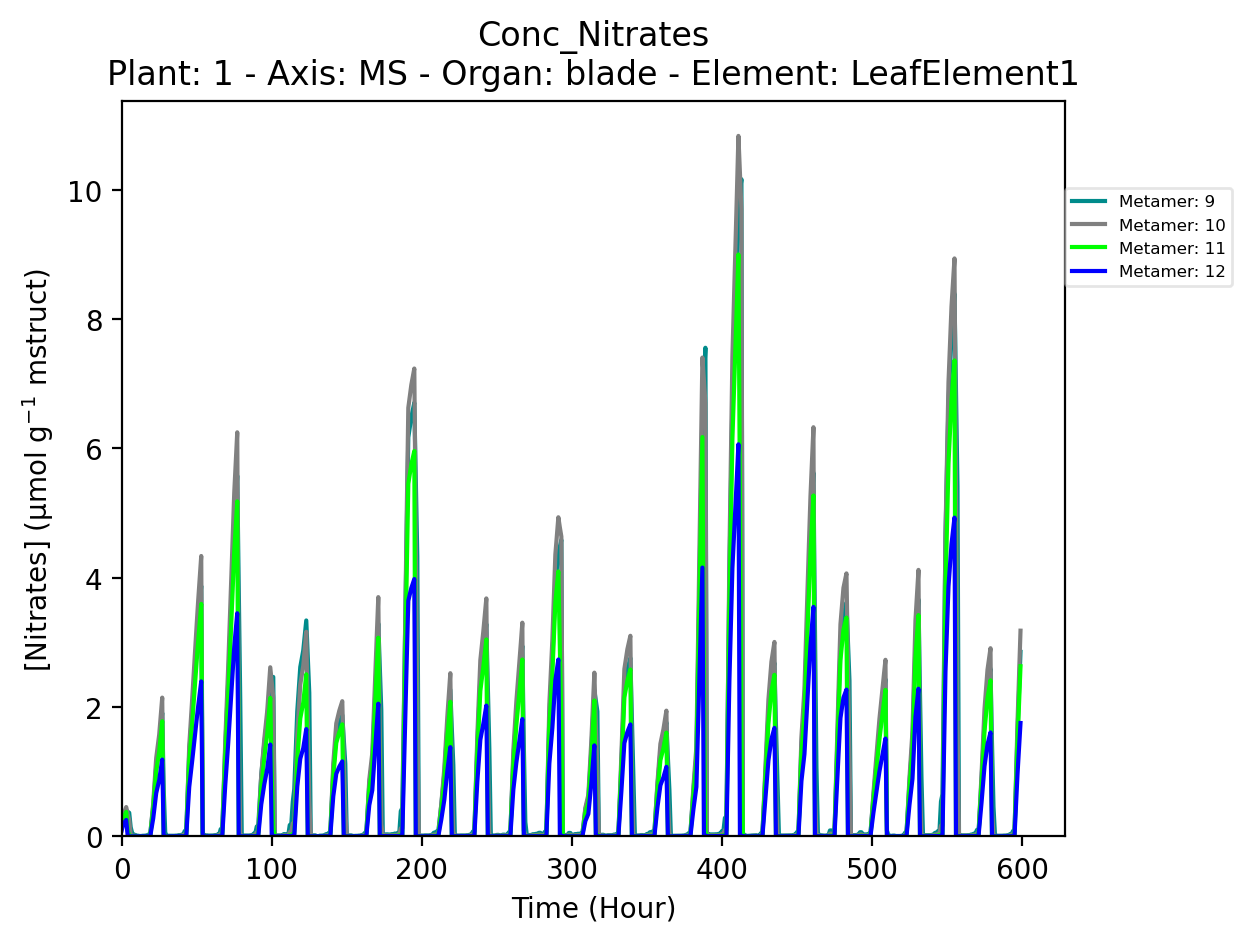 Conc_Nitrates
Plant: 1 - Axis: MS - Organ: blade - Element: LeafElement1
[Nitrates] (µmol g⁻¹ mstruct)
10
8
6
4
2
0
0 100 200 300 400 500 600
Time (Hour)
Metamer: 9
Metamer: 10
Metamer: 11
Metamer: 12